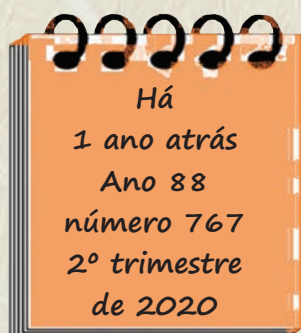 Há
1 ano atrás
Ano 88
número 767
2º trimestre
de 2020